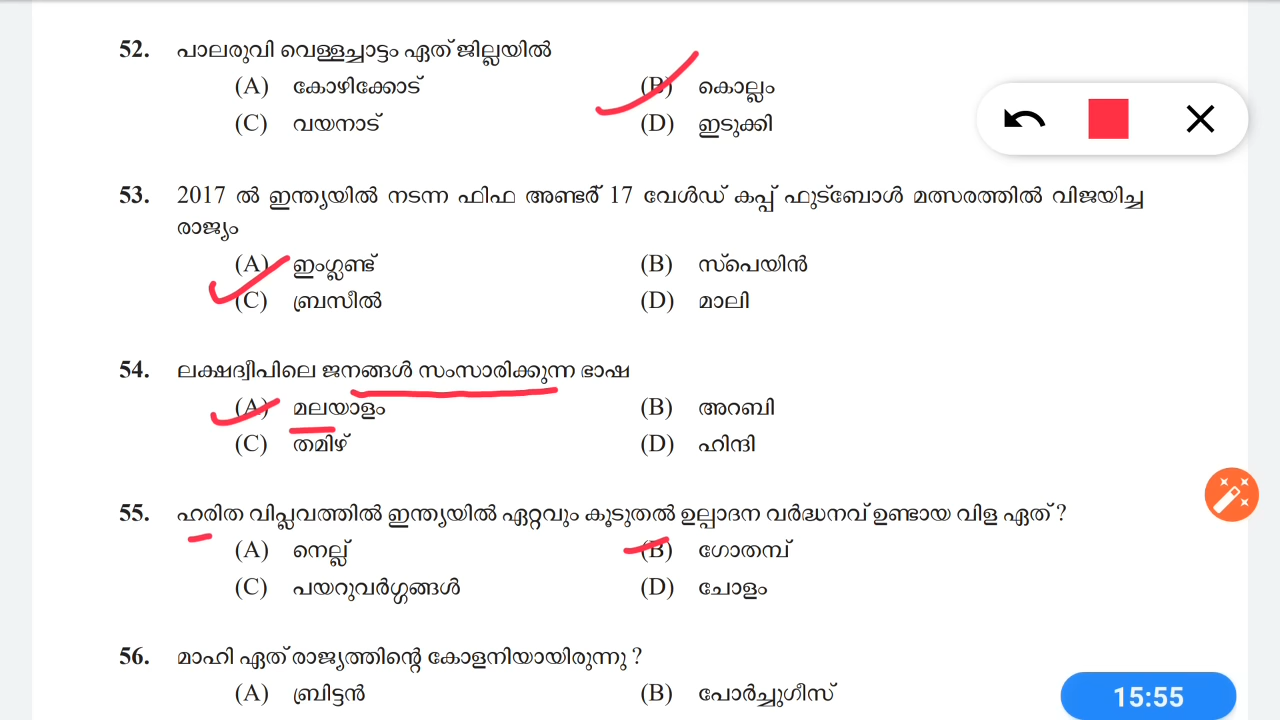 52. പാലരുവി വെള്ളച്ചാട്ടം ഏത് ജില്ലയിൽ
(A) കോഴിക്കോട് (B) കൊല്ലം
(C) വയനാട് (D) ഇടുക്കി
53. 2017 ൽ ഇന്ത്യയിൽ നടന്ന ഫിഫ അണ്ടർ 17 വേൾഡ് കപ്പ് ഫുട്ബോൾ മത്സരത്തിൽ വിജയിച്ച
രാജ്യം
(A) ഇംഗ്ലണ്ട് (B) സ്പെയിൻ
(C) ബ്രസീൽ (D) മാലി
54. ലക്ഷദ്വീപിലെ ജനങ്ങൾ സംസാരിക്കുന്ന ഭാഷ
(A) മലയാളം (B) അറബി
(C) തമിഴ് (D) ഹിന്ദി
55. ഹരിത വിപ്ലവത്തിൽ ഇന്ത്യയിൽ ഏറ്റവും കൂടുതൽ ഉല്പാദന വർദ്ധനവ് ഉണ്ടായ വിള ഏത് ?
(A) നെല്ല് (B) ഗോതമ്പ്
(C) പയറുവർഗ്ഗങ്ങൾ (D) ചോളം
56. മാഹി ഏത് രാജ്യത്തിന്റെ കോളനിയായിരുന്നു ?
(A) ബ്രിട്ടൻ (B) പോർച്ചുഗീസ്
15:55